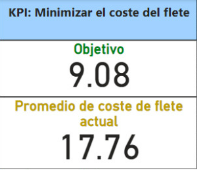 KPI: Minimizar el coste del flete
Objetivo
9.08
Promedio de coste de flete
actual
17.76